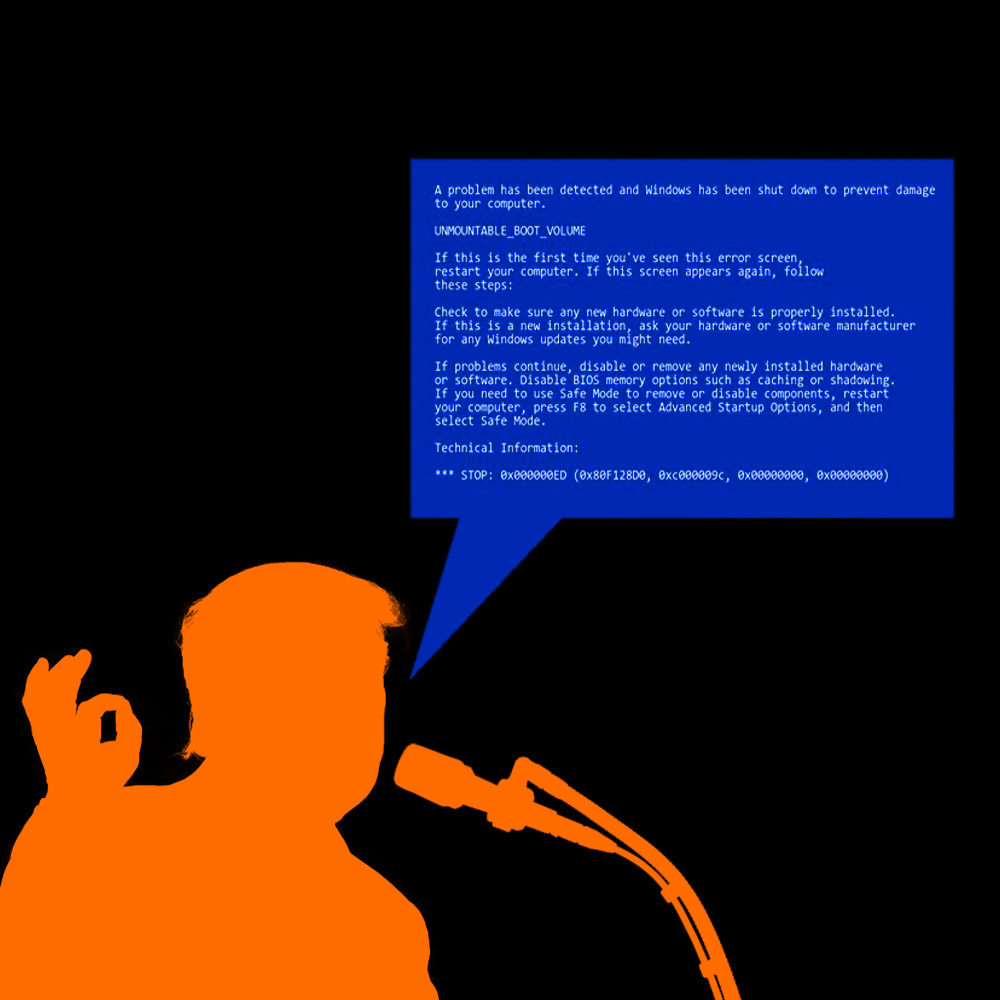 A problem has been detected and Windows has been shut down to prevent damage
to your computer.
UNMOUNTABLE_BOOT_VOLUME
If this is the first time you've seen this error screen,
restart your computer. If this screen appears again, follow
these steps:
Check to make sure any new hardware or software is properly installed.
If this is a new installation, ask your hardware or software manufacturer
for any Windows updates you might need.
If problems continue, disable or remove any newly installed hardware
or software. Disable BIOS memory options such as caching or shadowing.
If you need to use Safe Mode to remove or disable components, restart
your computer, press F8 to select Advanced Startup Options, and then
select Safe Mode.
Technical Information:
*** STOP: 0x000000ED (0x80F128D0, 0xc000009c, 0x00000000, 0x00000000)